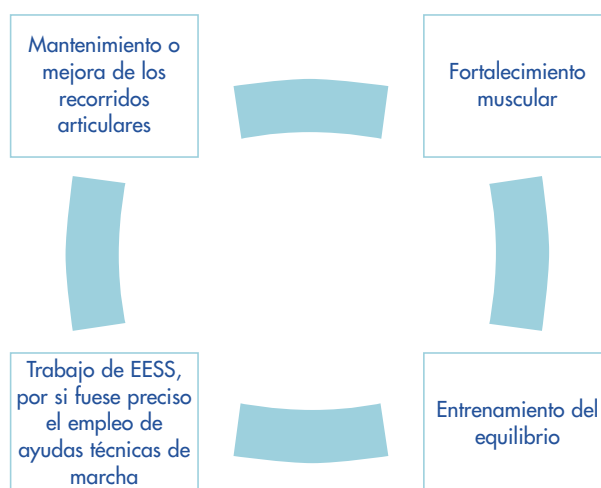 Mantenimiento o
mejora de los
recorridos
articulares
Fortalecimiento
muscular
Trabajo de EESS,
por si fuese preciso
el empleo de
ayudas técnicas de
marcha
Entrenamiento del
equilibrio